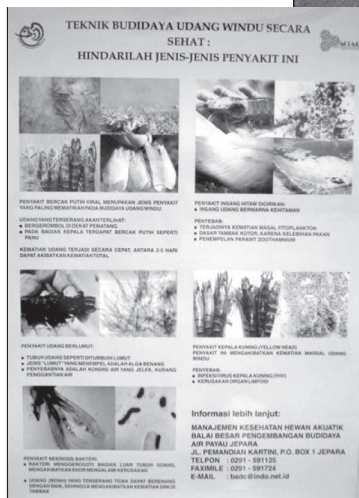 TEKNIK BUDIDAYA UDANG WINDU SECARA
SEHAT :
HINDARILAH JENIS-JENIS PENYAKIT INI
PENYAKIT BERCAK PUTIH VIRAL MERUPAKAN JENIS PENYAKIT
YANG PALING MEMATIKAN PADA BUDIDAYA UDANG WINDU.
UDANG YANG TERSERANG AKAN TERLIHAT:
BERGEROMBOL DI DEKAT PEMATANG
PADA BAGIAN KEPALA TERDAPAT BERCAK PUTIH SEPERTI
PANU
KEMATIAN UDANG TERJADI SECARA CEPAT, ANTARA 2-5 HARI
DAPAT AKIBATKAN KEMATIAN TOTAL
PENYAKIT INSANG HITAM DICIRIKAN:
INSANG UDANG BERWARNA KEHITAMAN
PENYEBAB:
TERJADINYA KEMATIAN MASAL FITOPLANKTON
DASAR TAMBAK KOTOR, KARENA KELEBIHAN PAKAN
PENEMPELAN PARASIT ZOOTHAMNIUM
PENYAKIT UDANG BERLUMUT:
TUBUH UDANG SEPERTI DITUMBUHI LUMUT
JENIS "LUMUT" YANG MENEMPEL ADALAH ALGA BENANG
PENYEBABNYA ADALAH KONDISI AIR YANG JELEK, KURANG
PENGGANTIAN AIR
PENYAKIT KEPALA KUNING (YELLOW HEAD)
PENYAKIT INI MENGAKIBATKAN KEMATIAN MASSAL UDANG
WINDU
PENYEBAB:
INFEKSI VIRUS KEPALA KUNING (YHV)
KERUSAKAN ORGAN LIMFOID
PENYAKIT NEKROSIS BAKTERI
BAKTERI MENGGEROGOTI BAGIAN LUAR TUBUH UDANG,
MENGAKIBATKAN EKOR MENGALAMI KERUSAKAN
UDANG (BENIH) YANG TERSERANG TIDAK DAPAT BERENANG
DENGAN BAIK, SEHINGGA MENGAKIBATKAN KEMATIAN DINI DI
TAMBAK
Informasi lebih lanjut:
MANAJEMEN KESEHATAN HEWAN AKUATIK
BALAI BESAR PENGEMBANGAN BUDIDAYA
AIR PAYAU JEPARA
JL. PEMANDIAN KARTINI, P.O. BOX 1 JEPARA
TELPON : 0291 - 591125
FAXIMILE : 0291 - 591724
E-MAIL : badc@indo.net.id